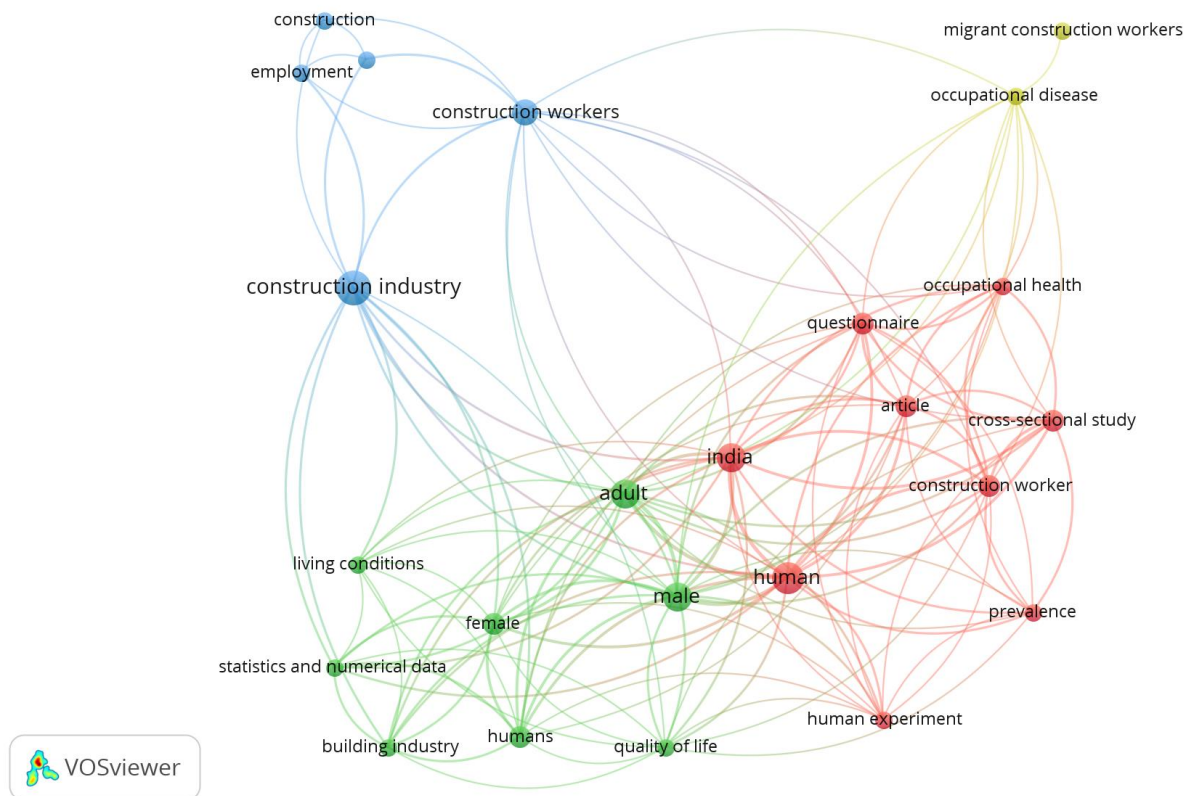 construction
migrant construction workers
employment
occupational disease
construction workers
construction industry
occupational health
questionnaire
article
cross-sectional study
india
construction worker
adult
living conditions
human
male
prevalence
female
statistics and numerical data
human experiment
humans
building industry
quality of life
VOSviewer